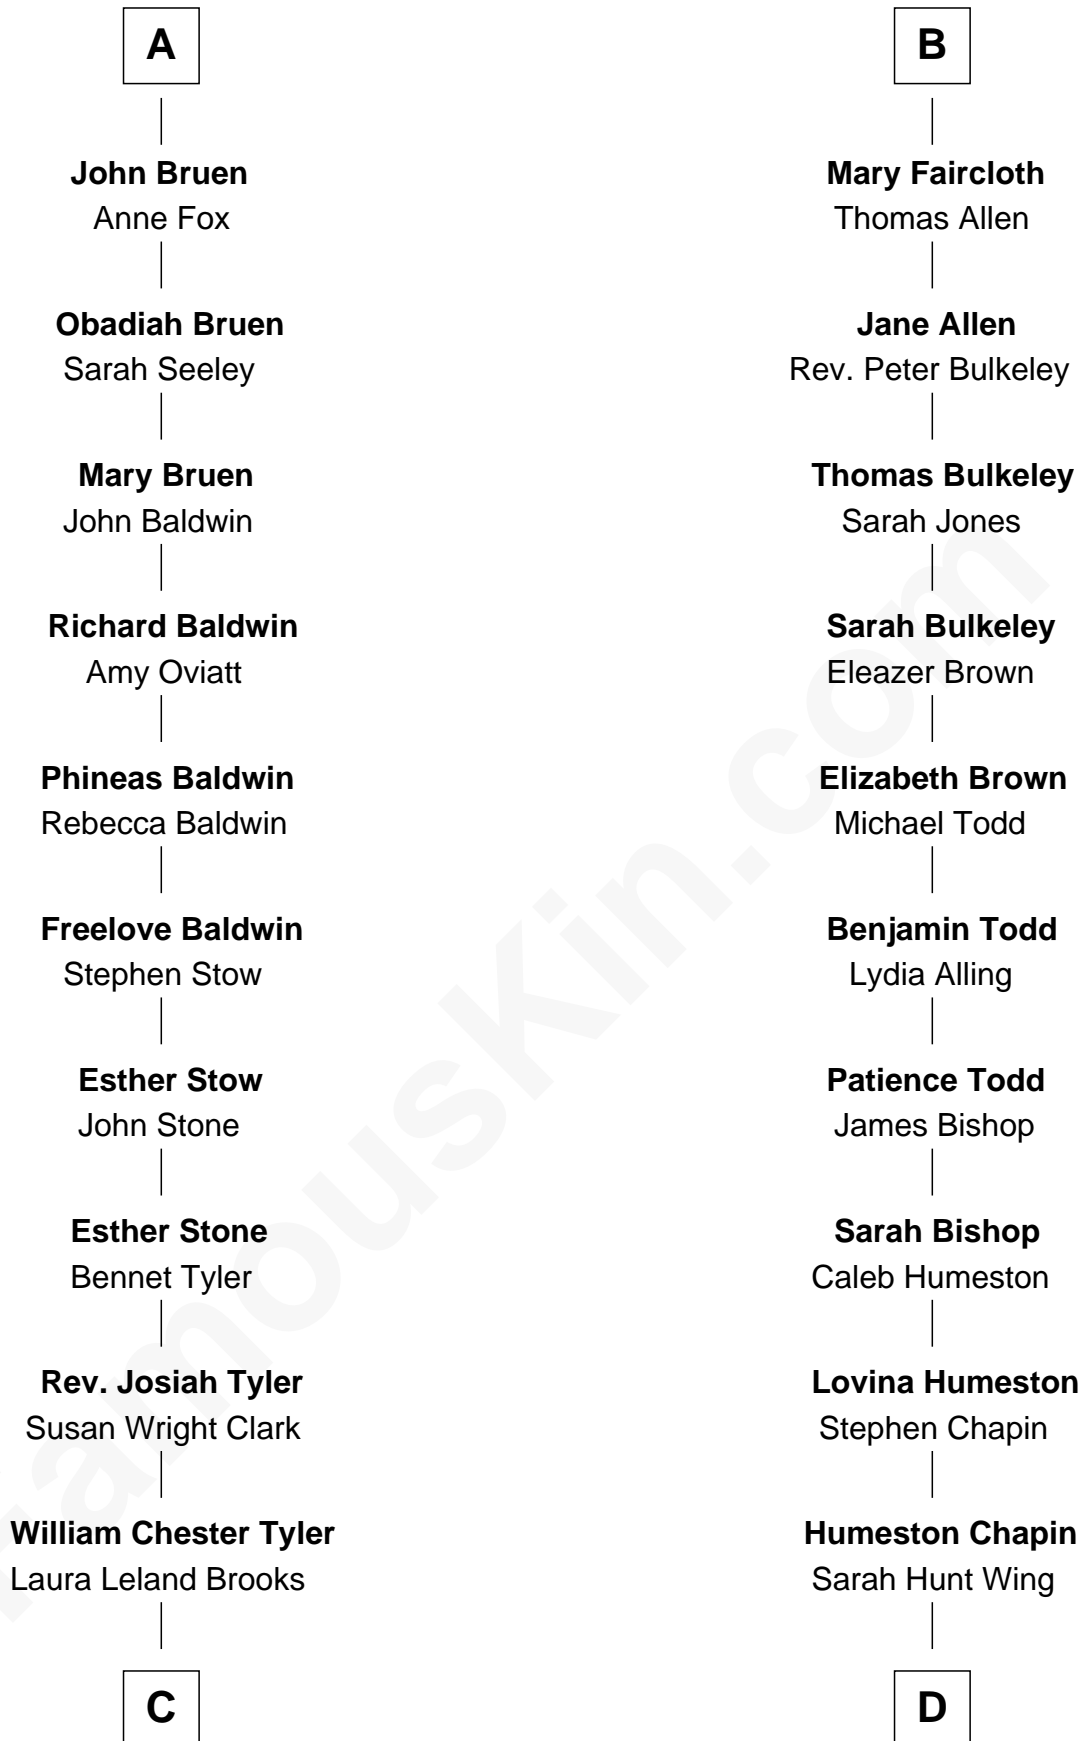 A
John Bruen
Anne Fox
Obadiah Bruen
Sarah Seeley
Mary Bruen
John Baldwin
Richard Baldwin
Amy Oviatt
Phineas Baldwin
Rebecca Baldwin
Freelove Baldwin
Stephen Stow
Esther Stow
John Stone
Esther Stone
Bennet Tyler
Rev. Josiah Tyler
Susan Wright Clark
William Chester Tyler
Laura Leland Brooks
C
B
Mary Faircloth
Thomas Allen
Jane Allen
Rev. Peter Bulkeley
Thomas Bulkeley
Sarah Jones
Sarah Bulkeley
Eleazer Brown
Elizabeth Brown
Michael Todd
Benjamin Todd
Lydia Alling
Patience Todd
James Bishop
Sarah Bishop
Caleb Humeston
Lovina Humeston
Stephen Chapin
Humeston Chapin
Sarah Hunt Wing
D
FamousKin.com